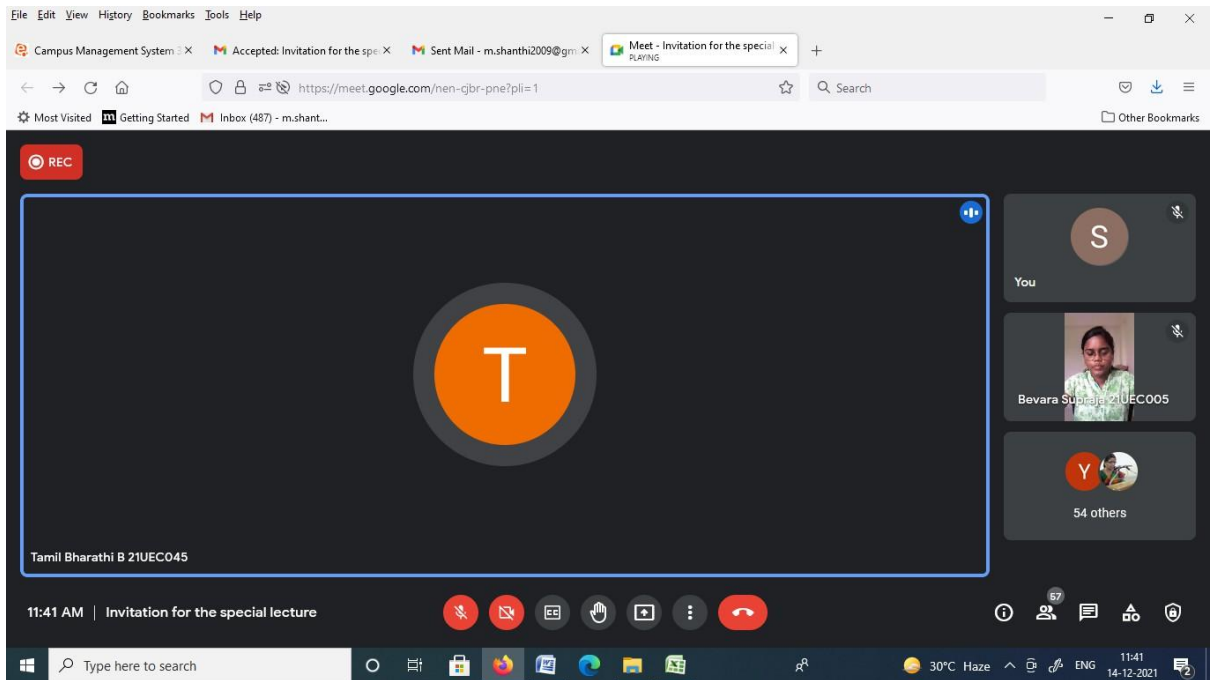 File Edit View History Bookmarks Tools Help
Campus Management System 3 Accepted: Invitation for the spe Sent Mail - m.shanthi2009@gm Meet - Invitation for the special
PLAYING
https://meet.google.com/nen-cjbr-pne?pli=1 Search
Most Visited m Getting Started Inbox (487) - m.shant... Other Bookmarks
REC
S
You
T
Bevara Supraja 21UEC005
Y
54 others
Tamil Bharathi B 21UEC045
11:41 AM | Invitation for the special lecture CC 57
Type here to search 30°C Haze ENG 11:41
14-12-2021 2